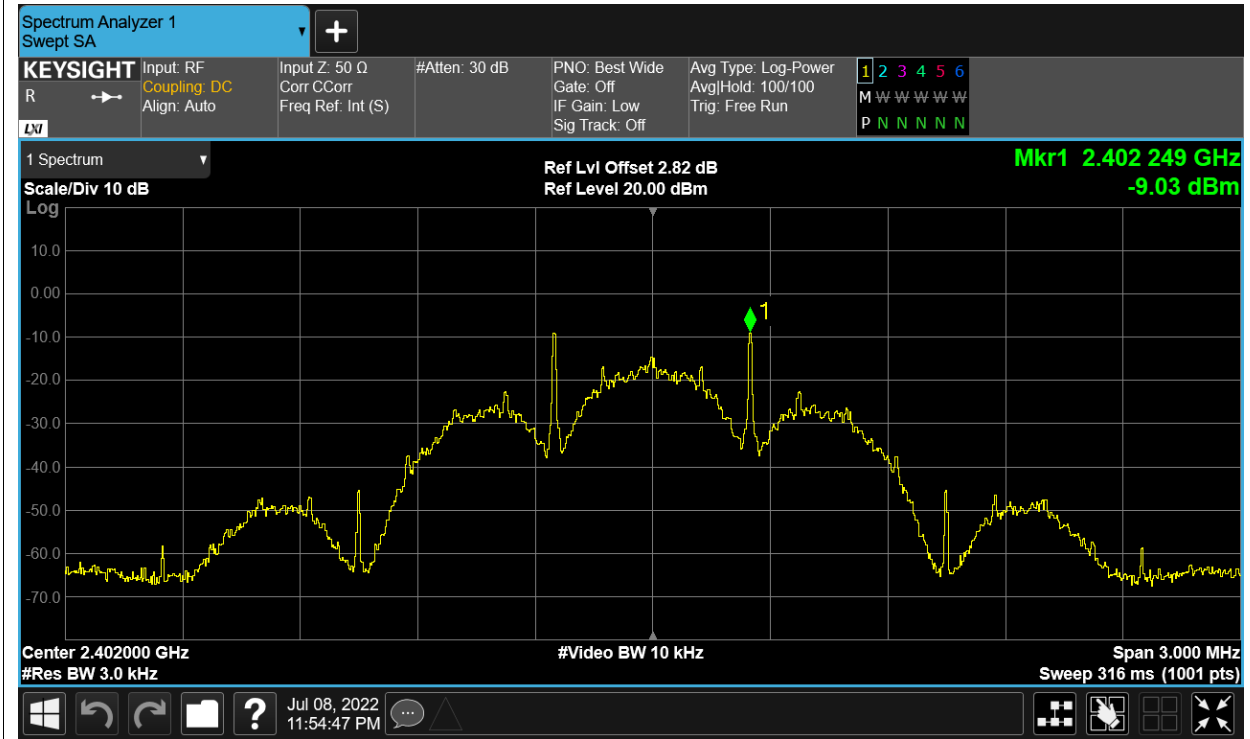 Spectrum Analyzer 1
Swept SA
KEYSIGHT
R
LXI
Input: RF
Coupling: DC
Align: Auto
Input Z: 50 Ω
Corr CCorr
Freq Ref: Int (S)
#Atten: 30 dB
PNO: Best Wide
Gate: Off
IF Gain: Low
Sig Track: Off
Avg Type: Log-Power
Avg|Hold: 100/100
Trig: Free Run
1 2 3 4 5 6
M W W W W W
P N N N N N
1 Spectrum
Scale/Div 10 dB
Log
Ref Lvl Offset 2.82 dB
Ref Level 20.00 dBm
Mkr1 2.402 249 GHz
-9.03 dBm
10.0
0.00
1
-10.0
-20.0
-30.0
-40.0
-50.0
-60.0
-70.0
Center 2.402000 GHz
#Video BW 10 kHz
Span 3.000 MHz
#Res BW 3.0 kHz
Sweep 316 ms (1001 pts)
?
Jul 08, 2022
11:54:47 PM